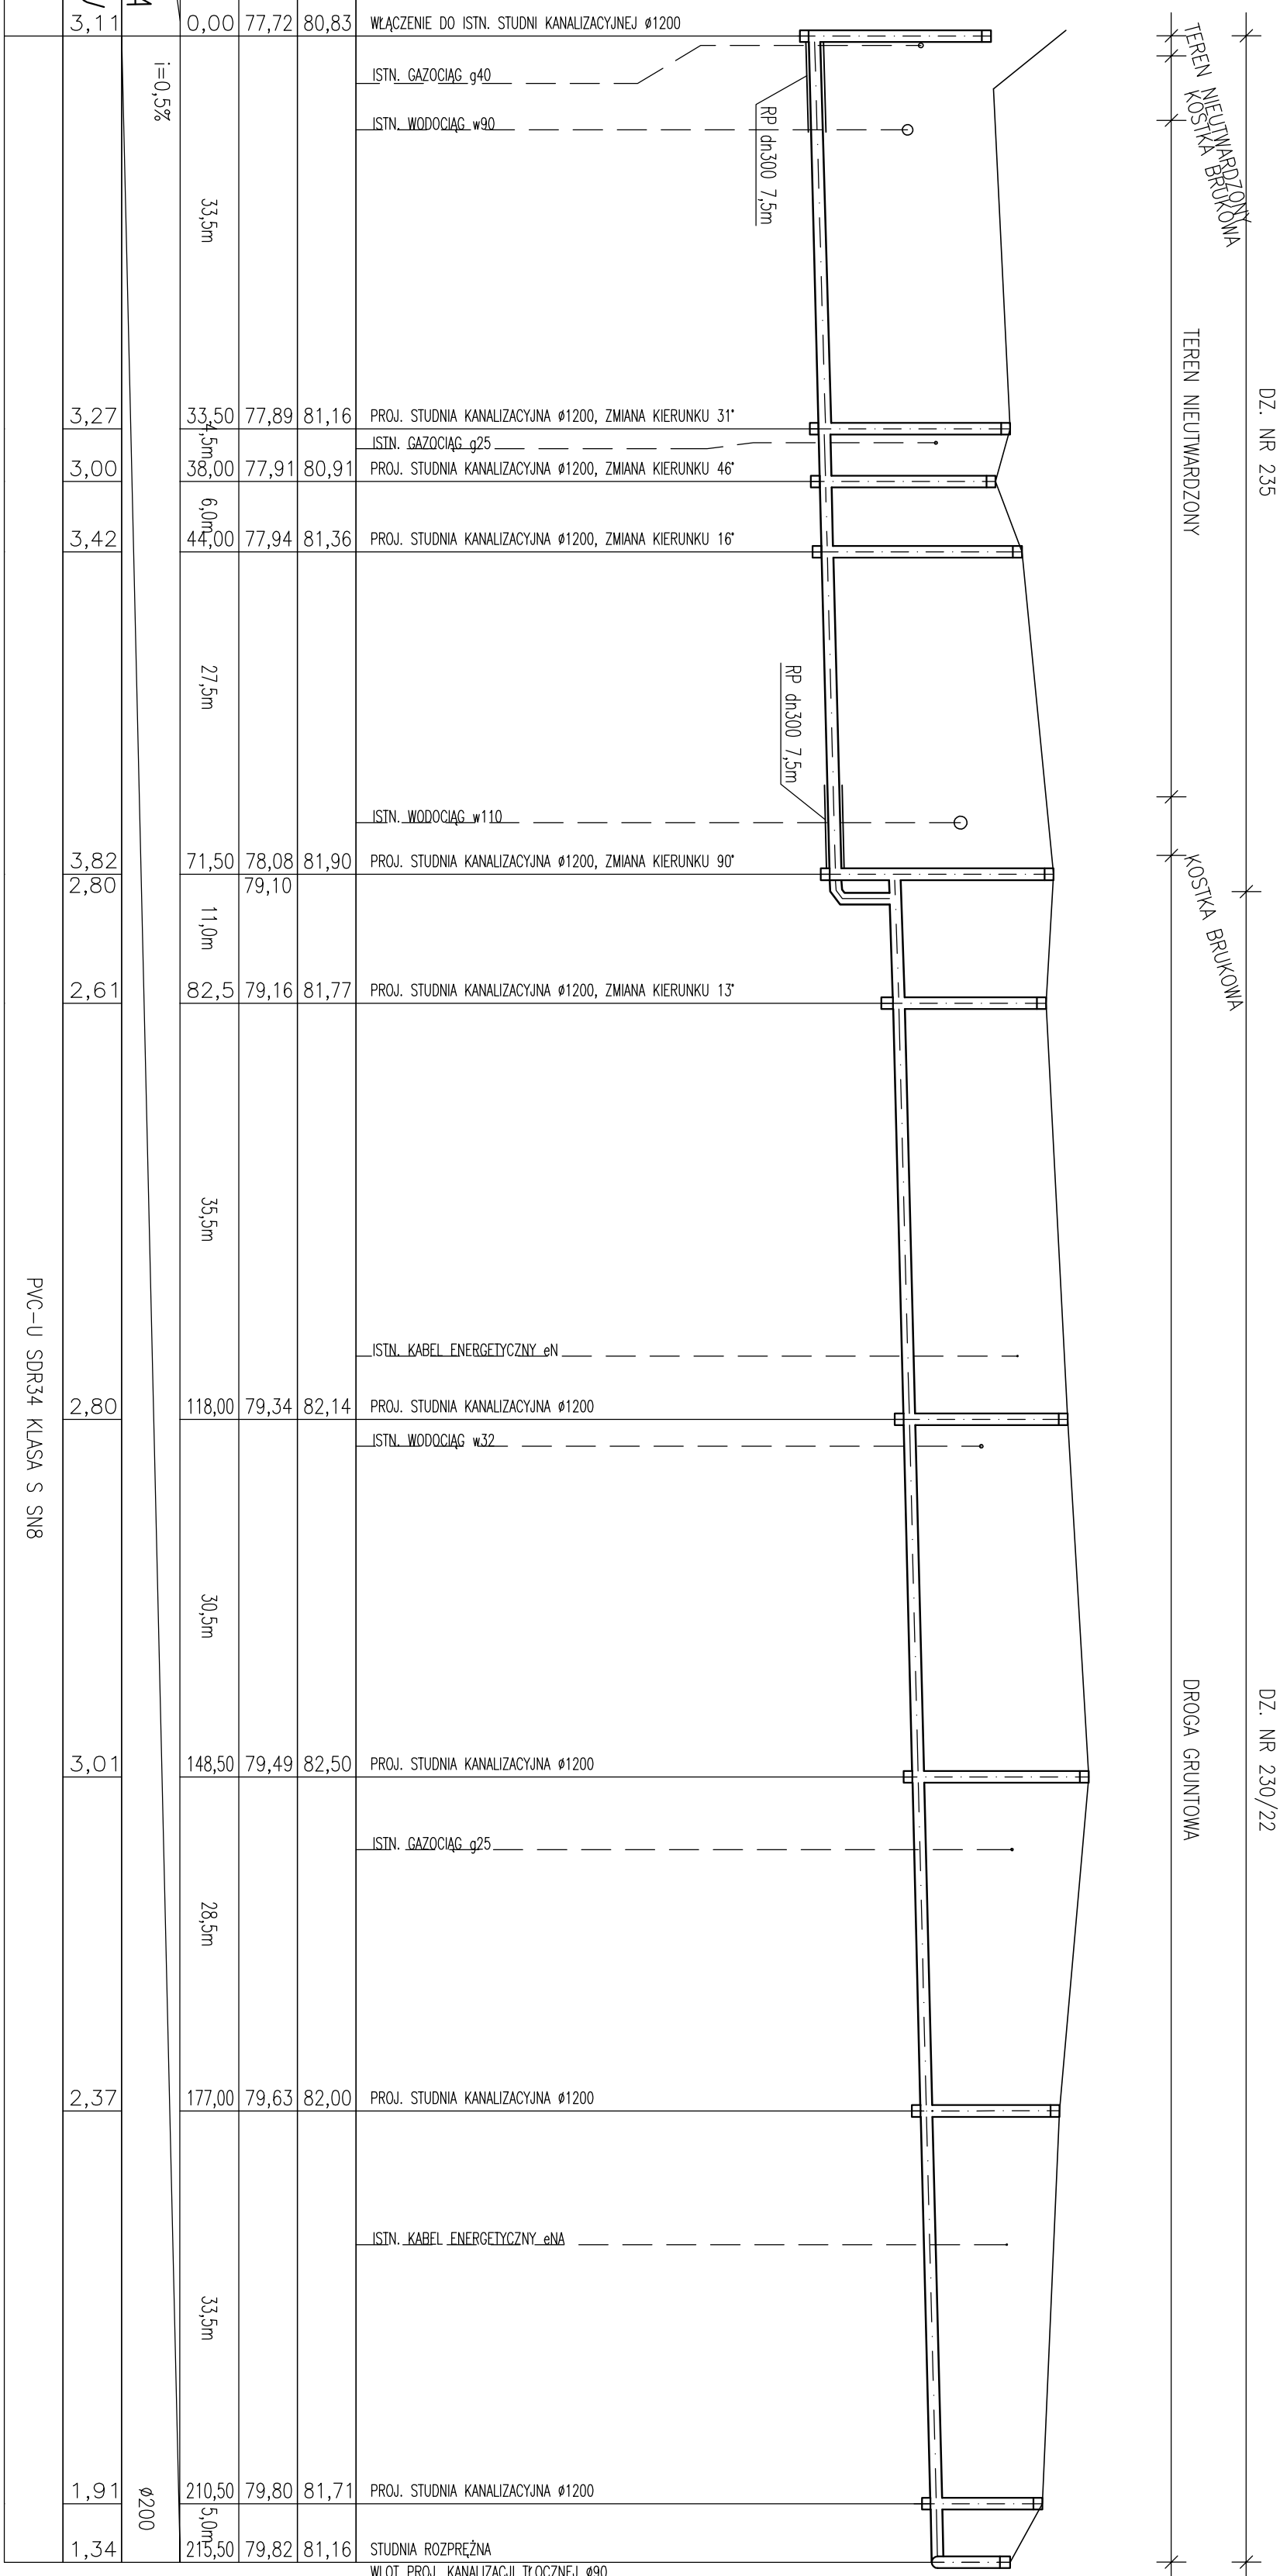 3,11 0,00 77,72 80,83 WŁĄCZENIE DO ISTN. STUDNI KANALIZACYJNEJ ø1200
i=0,5%
ISTN. GAZOCIĄG g40
ISTN. WODOCIĄG w90
RP dn300 7,5m
33,5m
3,27 33,50 77,89 81,16 PROJ. STUDNIA KANALIZACYJNA ø1200, ZMIANA KIERUNKU 31°
4,5m
ISTN. GAZOCIĄG g25
3,00 38,00 77,91 80,91 PROJ. STUDNIA KANALIZACYJNA ø1200, ZMIANA KIERUNKU 46°
6,0m
3,42 44,00 77,94 81,36 PROJ. STUDNIA KANALIZACYJNA ø1200, ZMIANA KIERUNKU 16°
27,5m
RP dn300 7,5m
ISTN. WODOCIĄG w110
3,82 71,50 78,08 81,90 PROJ. STUDNIA KANALIZACYJNA ø1200, ZMIANA KIERUNKU 90°
2,80 79,10
11,0m
2,61 82,5 79,16 81,77 PROJ. STUDNIA KANALIZACYJNA ø1200, ZMIANA KIERUNKU 13°
35,5m
ISTN. KABEL ENERGETYCZNY eN
2,80 118,00 79,34 82,14 PROJ. STUDNIA KANALIZACYJNA ø1200
ISTN. WODOCIĄG w32
30,5m
3,01 148,50 79,49 82,50 PROJ. STUDNIA KANALIZACYJNA ø1200
ISTN. GAZOCIĄG g25
28,5m
2,37 177,00 79,63 82,00 PROJ. STUDNIA KANALIZACYJNA ø1200
ISTN. KABEL ENERGETYCZNY eNA
33,5m
1,91 210,50 79,80 81,71 PROJ. STUDNIA KANALIZACYJNA ø1200
ø200
5,0m
1,34 215,50 79,82 81,16 STUDNIA ROZPRĘŻNA
WLOT PROJ. KANALIZACJI TŁOCZNEJ ø90
PVC-U SDR34 KLASA S SN8
TEREN NIEUTWARDZONY
KOSTKA BRUKOWA
TEREN NIEUTWARDZONY
KOSTKA BRUKOWA
DROGA GRUNTOWA
DZ. NR 235
DZ. NR 230/22